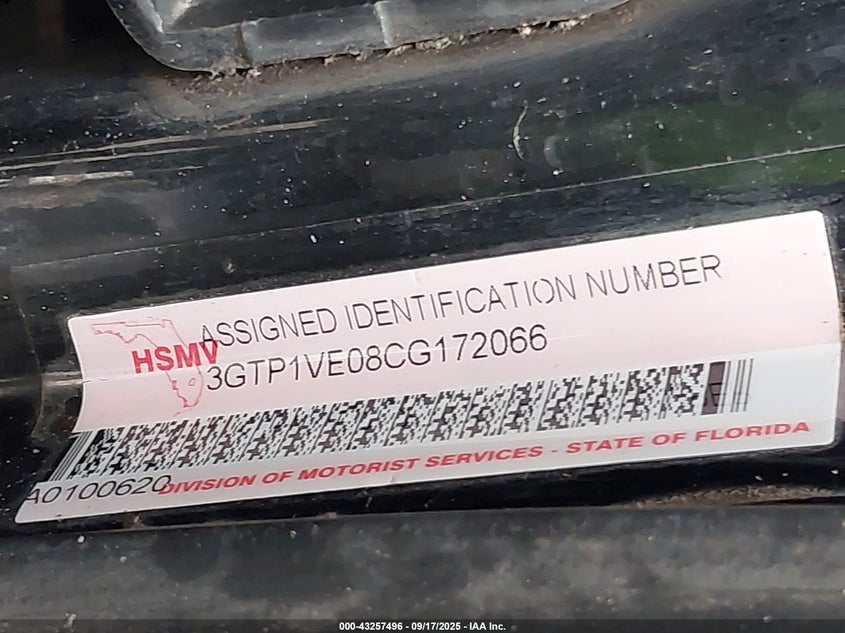 ASSIGNED IDENTIFICATION NUMBER
HSMV
3GTP1VE08CG172066
A0100620
DIVISION OF MOTORIST SERVICES - STATE OF FLORIDA
000-43257496 - 09/17/2025 - IAA Inc.